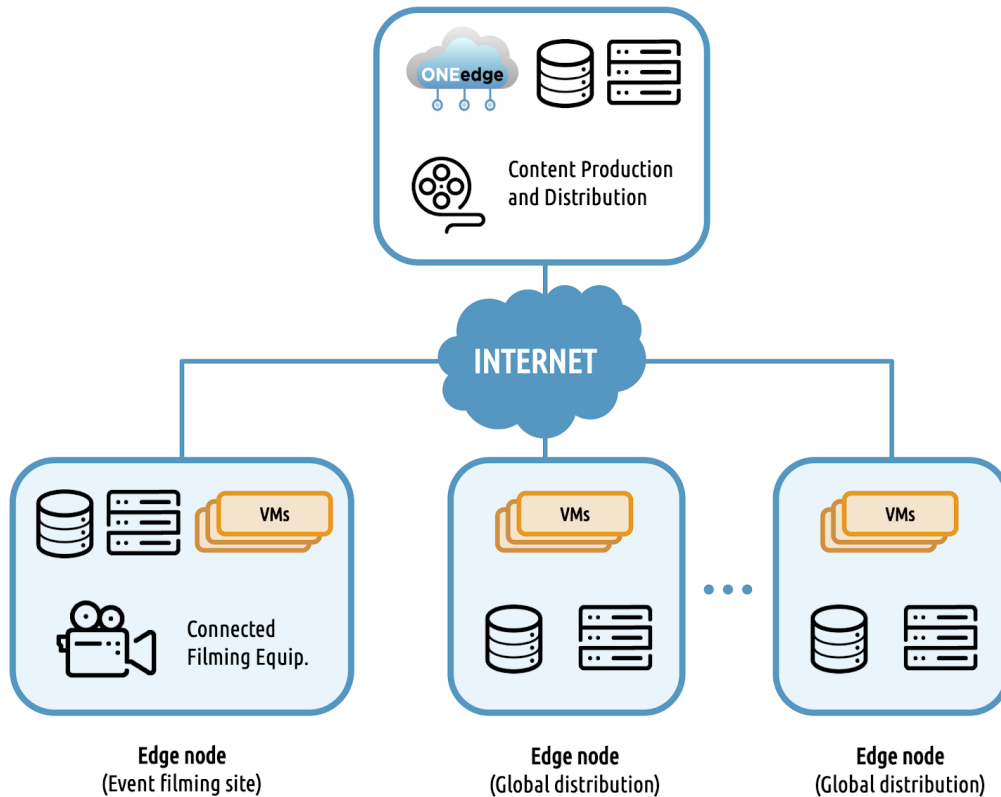 ONEedge
Content Production
and Distribution
INTERNET
VMs
Connected
Filming Equip.
VMs
VMs
Edge node
(Event filming site)
Edge node
(Global distribution)
Edge node
(Global distribution)